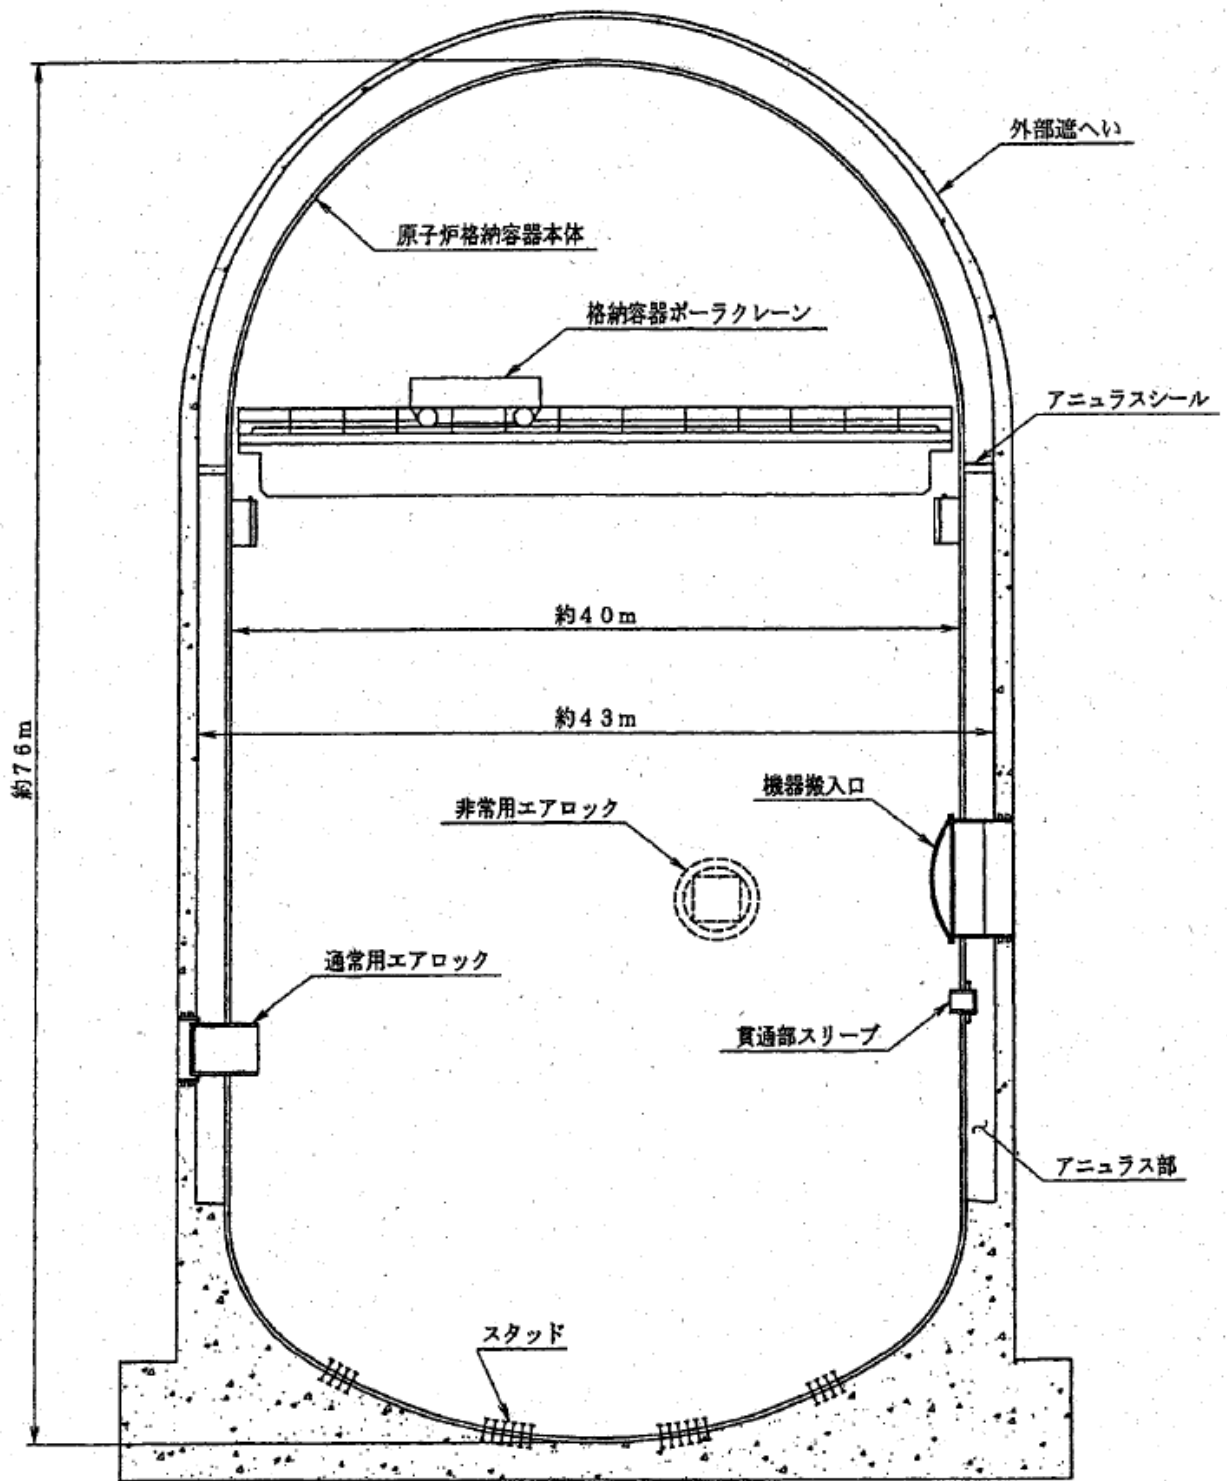 外部遮へい
原子炉格納容器本体
格納容器ポーラクレーン
アニュラスシール
約40m
約43m
約76m
機器搬入口
非常用エアロック
通常用エアロック
貫通部スリーブ
アニュラス部
スタッド